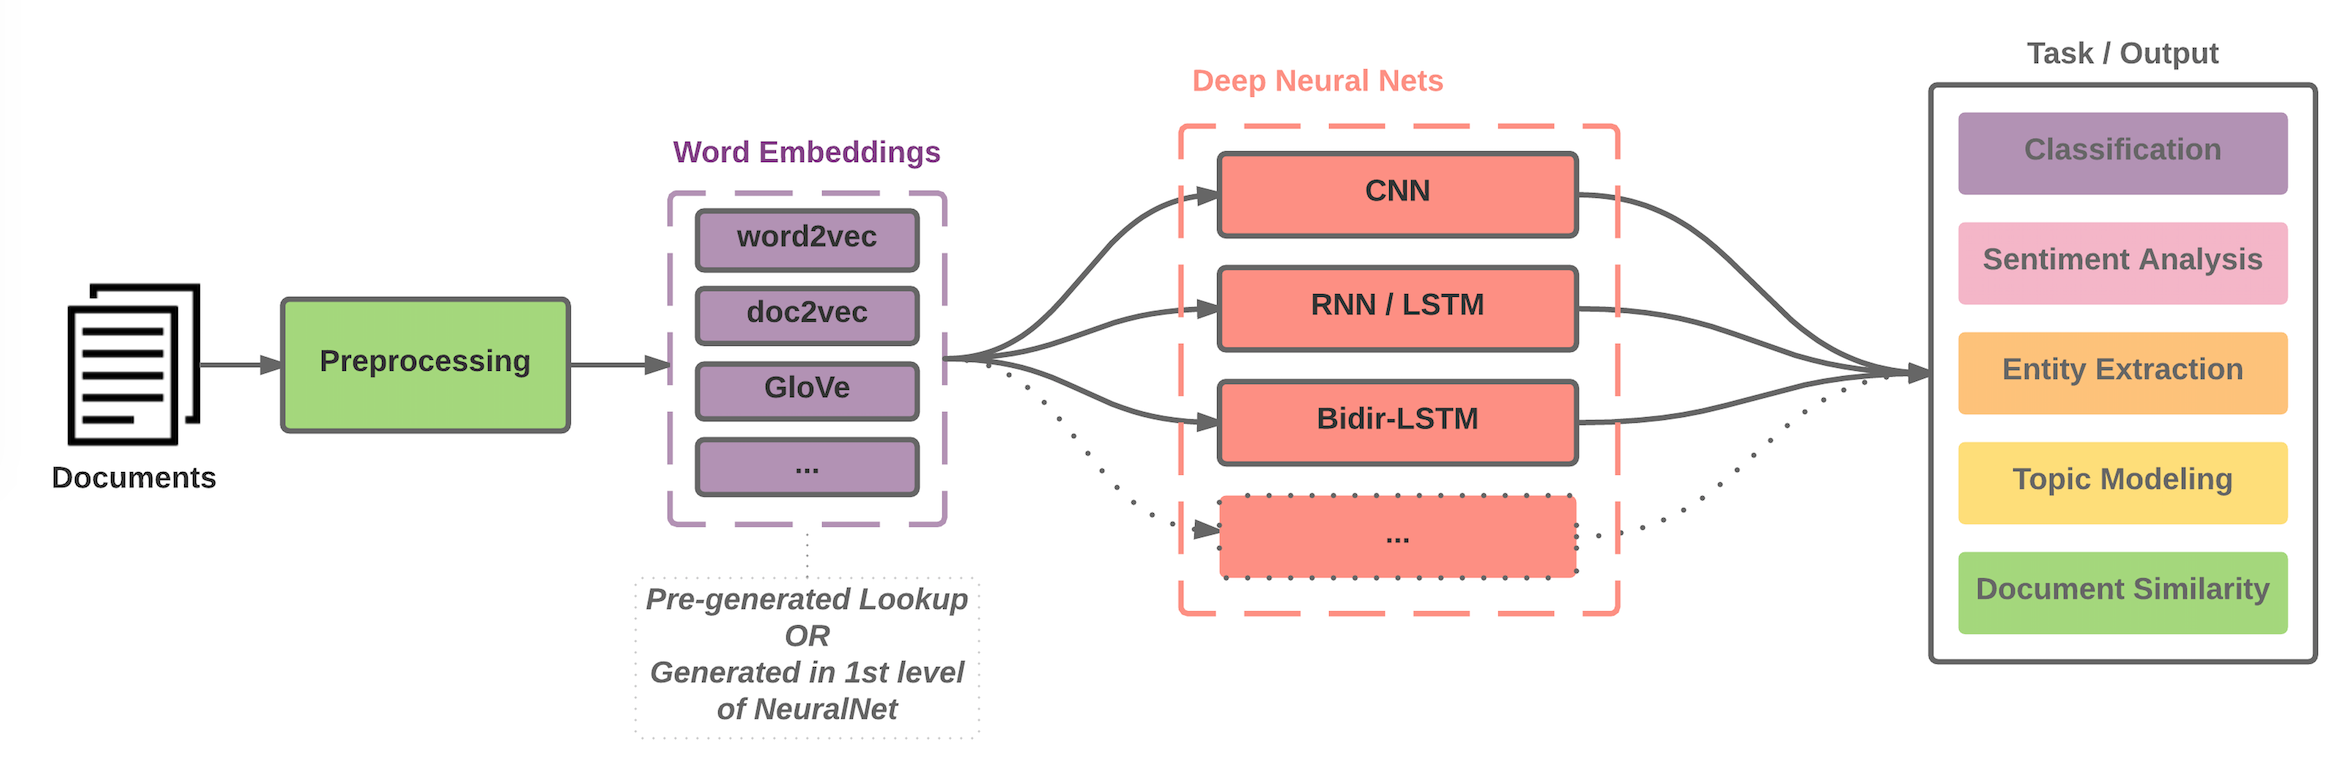 Documents
Preprocessing
Word Embeddings
word2vec
doc2vec
GloVe
...
Pre-generated Lookup
OR
Generated in 1st level
of NeuralNet
Deep Neural Nets
CNN
RNN / LSTM
Bidir-LSTM
...
Task / Output
Classification
Sentiment Analysis
Entity Extraction
Topic Modeling
Document Similarity